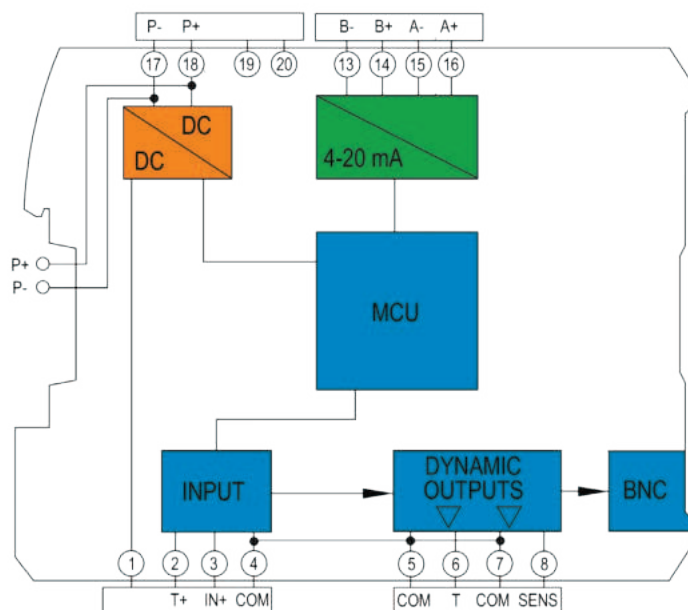 P- P+
B- B+ A- A+
17 18 19 20
13 14 15 16
DC
DC
4-20 mA
P+
P-
MCU
INPUT
DYNAMIC
OUTPUTS
BNC
1 2 3 4
5 6 7 8
T+ IN+ COM
COM T COM SENS